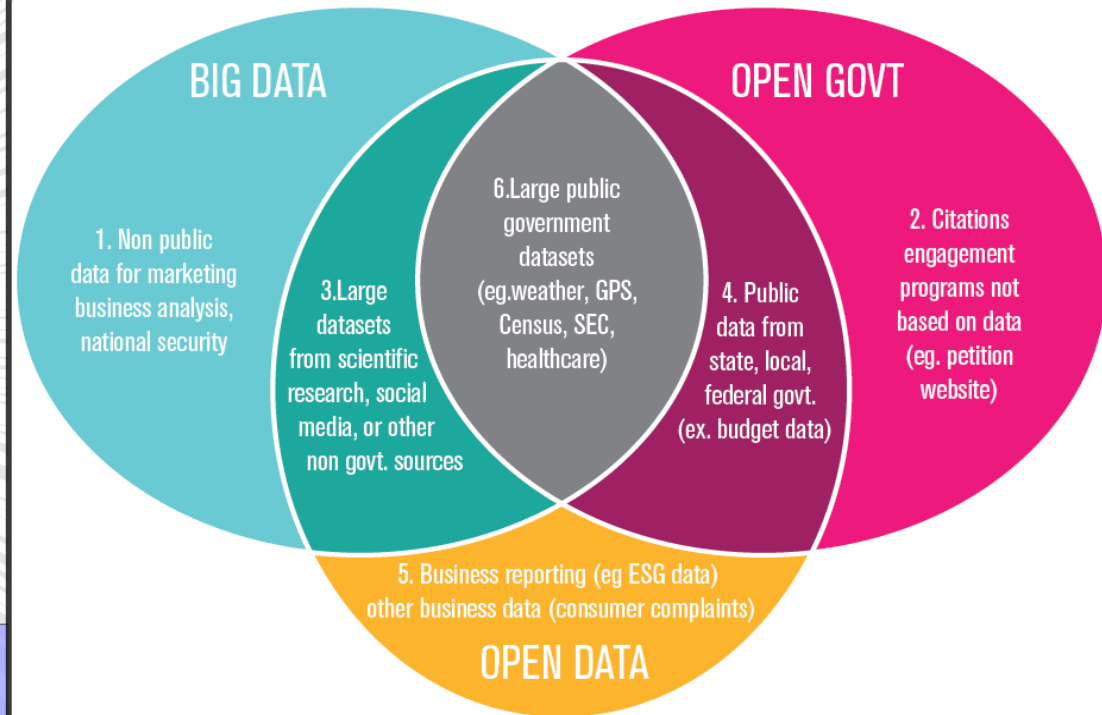 BIG DATA
OPEN GOVT
1. Non public
data for marketing
business analysis,
national security
3.Large
datasets
from scientific
research, social
media, or other
non govt. sources
6.Large public
government
datasets
(eg.weather, GPS,
Census, SEC,
healthcare)
4. Public
data from
state, local,
federal govt.
(ex. budget data)
2. Citations
engagement
programs not
based on data
(eg. petition
website)
5. Business reporting (eg ESG data)
other business data (consumer complaints)
OPEN DATA